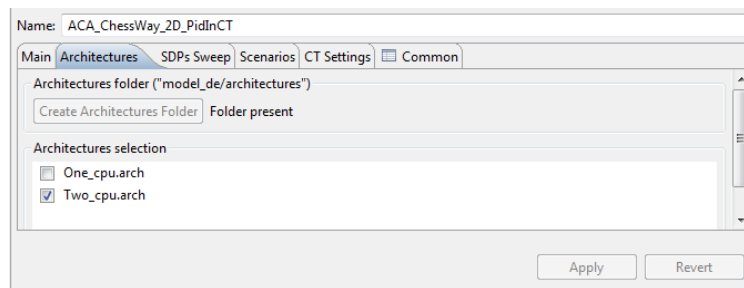 Name: ACA_ChessWay_2D_PidInCT
Main Architectures SDPs Sweep Scenarios CT Settings Common
Architectures folder ("model_de/architectures")
Create Architectures Folder Folder present
Architectures selection
One_cpu.arch
Two_cpu.arch
Apply Revert